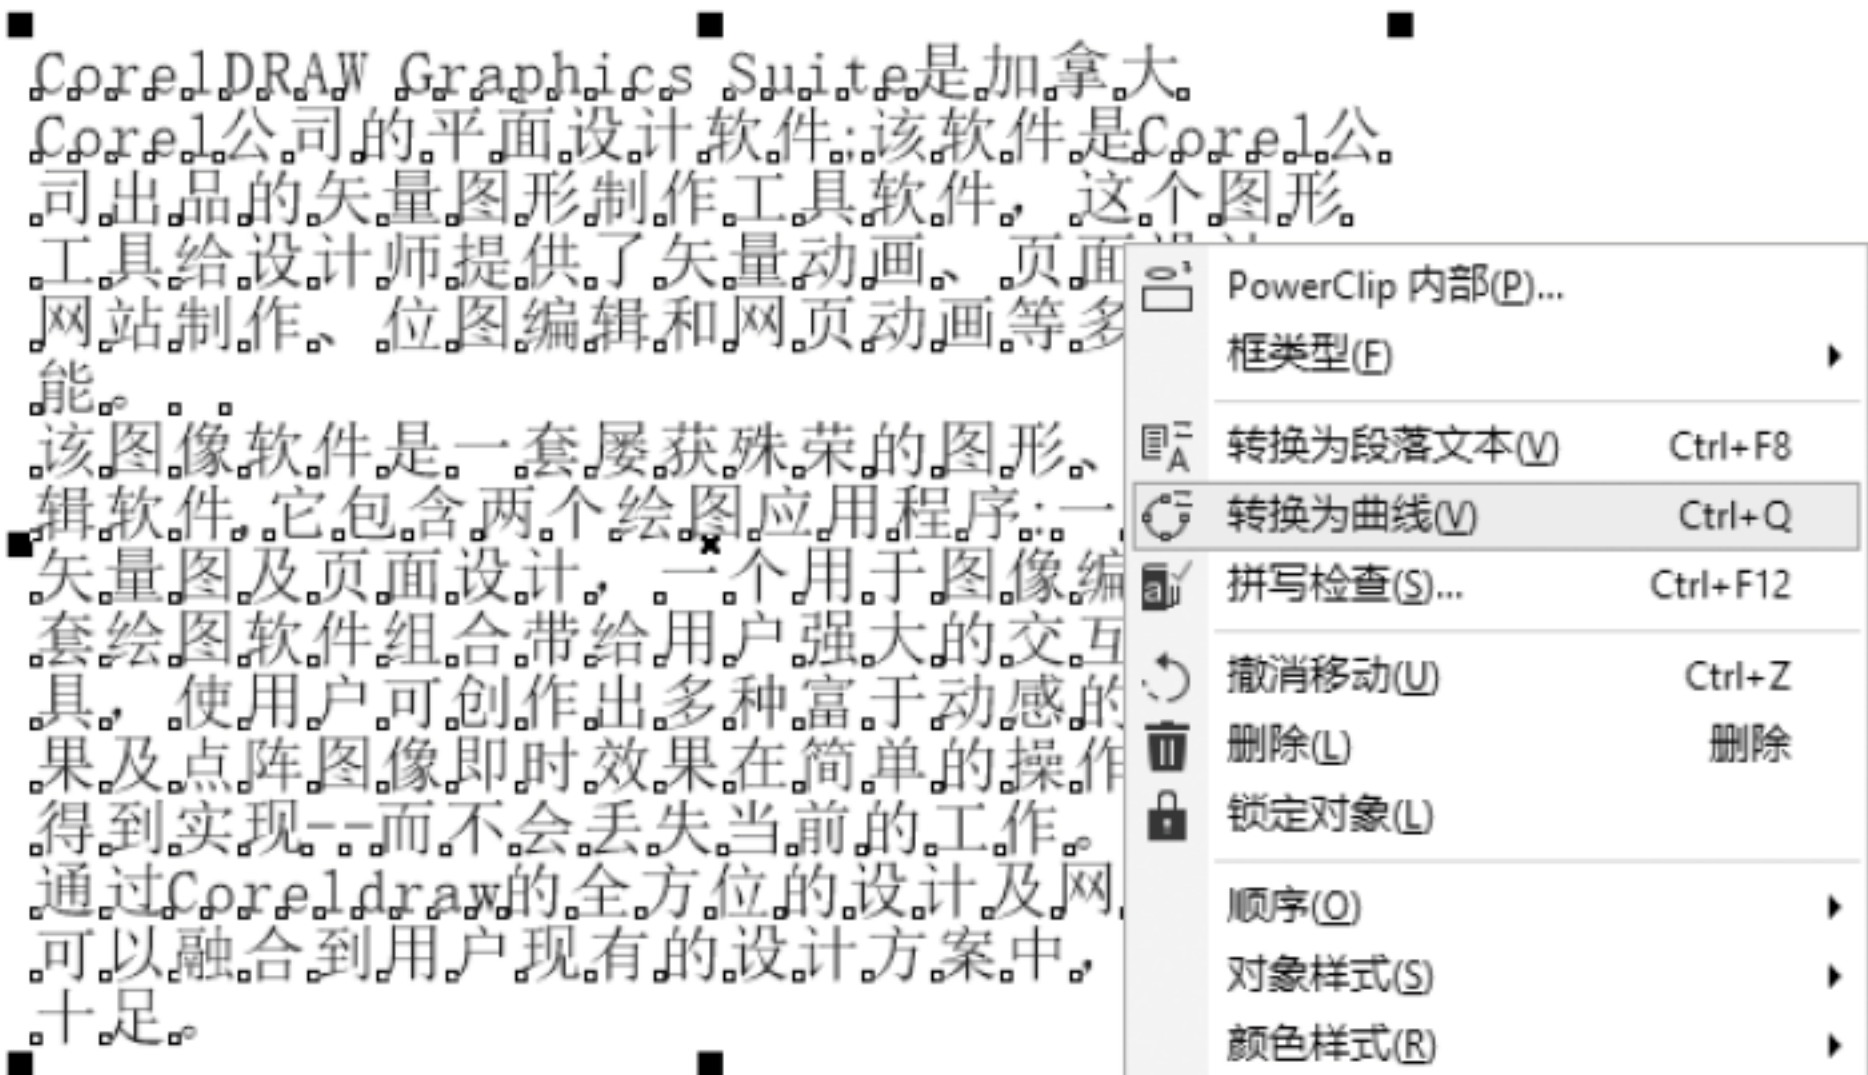 CorelDRAW Graphics Suite是加拿大
Corel公司的平面设计软件;该软件是Corel公
司出品的矢量图形制作工具软件，这个图形
工具给设计师提供了矢量动画、页面设计
网站制作、位图编辑和网页动画等多
能。
该图像软件是一套屡获殊荣的图形、
辑软件,它包含两个绘图应用程序:一
矢量图及页面设计，一个用于图像编
套绘图软件组合带给用户强大的交互
具，使用户可创作出多种富于动感的
果及点阵图像即时效果在简单的操作
得到实现--而不会丢失当前的工作。
通过Coreldraw的全方位的设计及网
可以融合到用户现有的设计方案中，
十足。
PowerClip 内部(P)...
框类型(F)
转换为段落文本(V) Ctrl+F8
转换为曲线(V) Ctrl+Q
拼写检查(S)... Ctrl+F12
撤消移动(U) Ctrl+Z
删除(L) 删除
锁定对象(L)
顺序(O)
对象样式(S)
颜色样式(R)